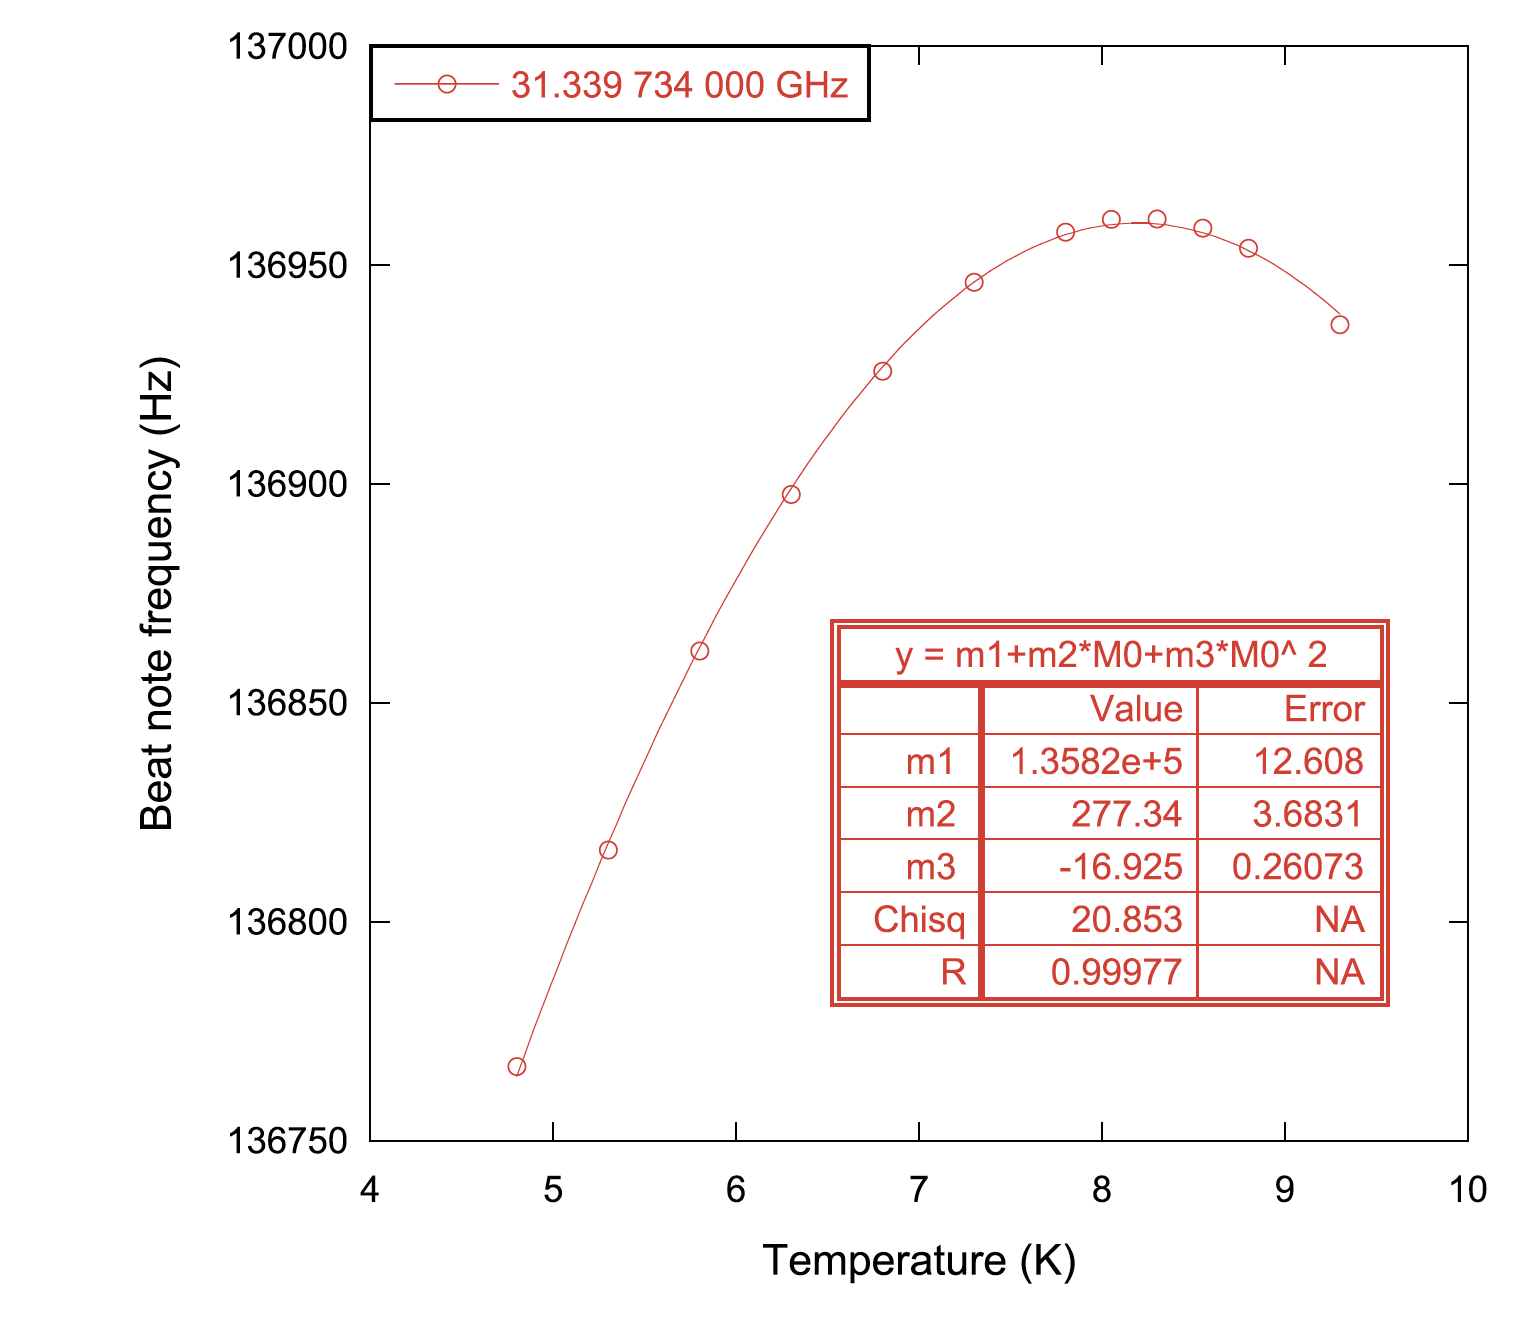 31.339 734 000 GHz
137000
136950
136900
136850
136800
136750
Beat note frequency (Hz)
y = m1+m2*M0+m3*M0^ 2
Value Error
m1 1.3582e+5 12.608
m2 277.34 3.6831
m3 -16.925 0.26073
Chisq 20.853 NA
R 0.99977 NA
4 5 6 7 8 9 10
Temperature (K)